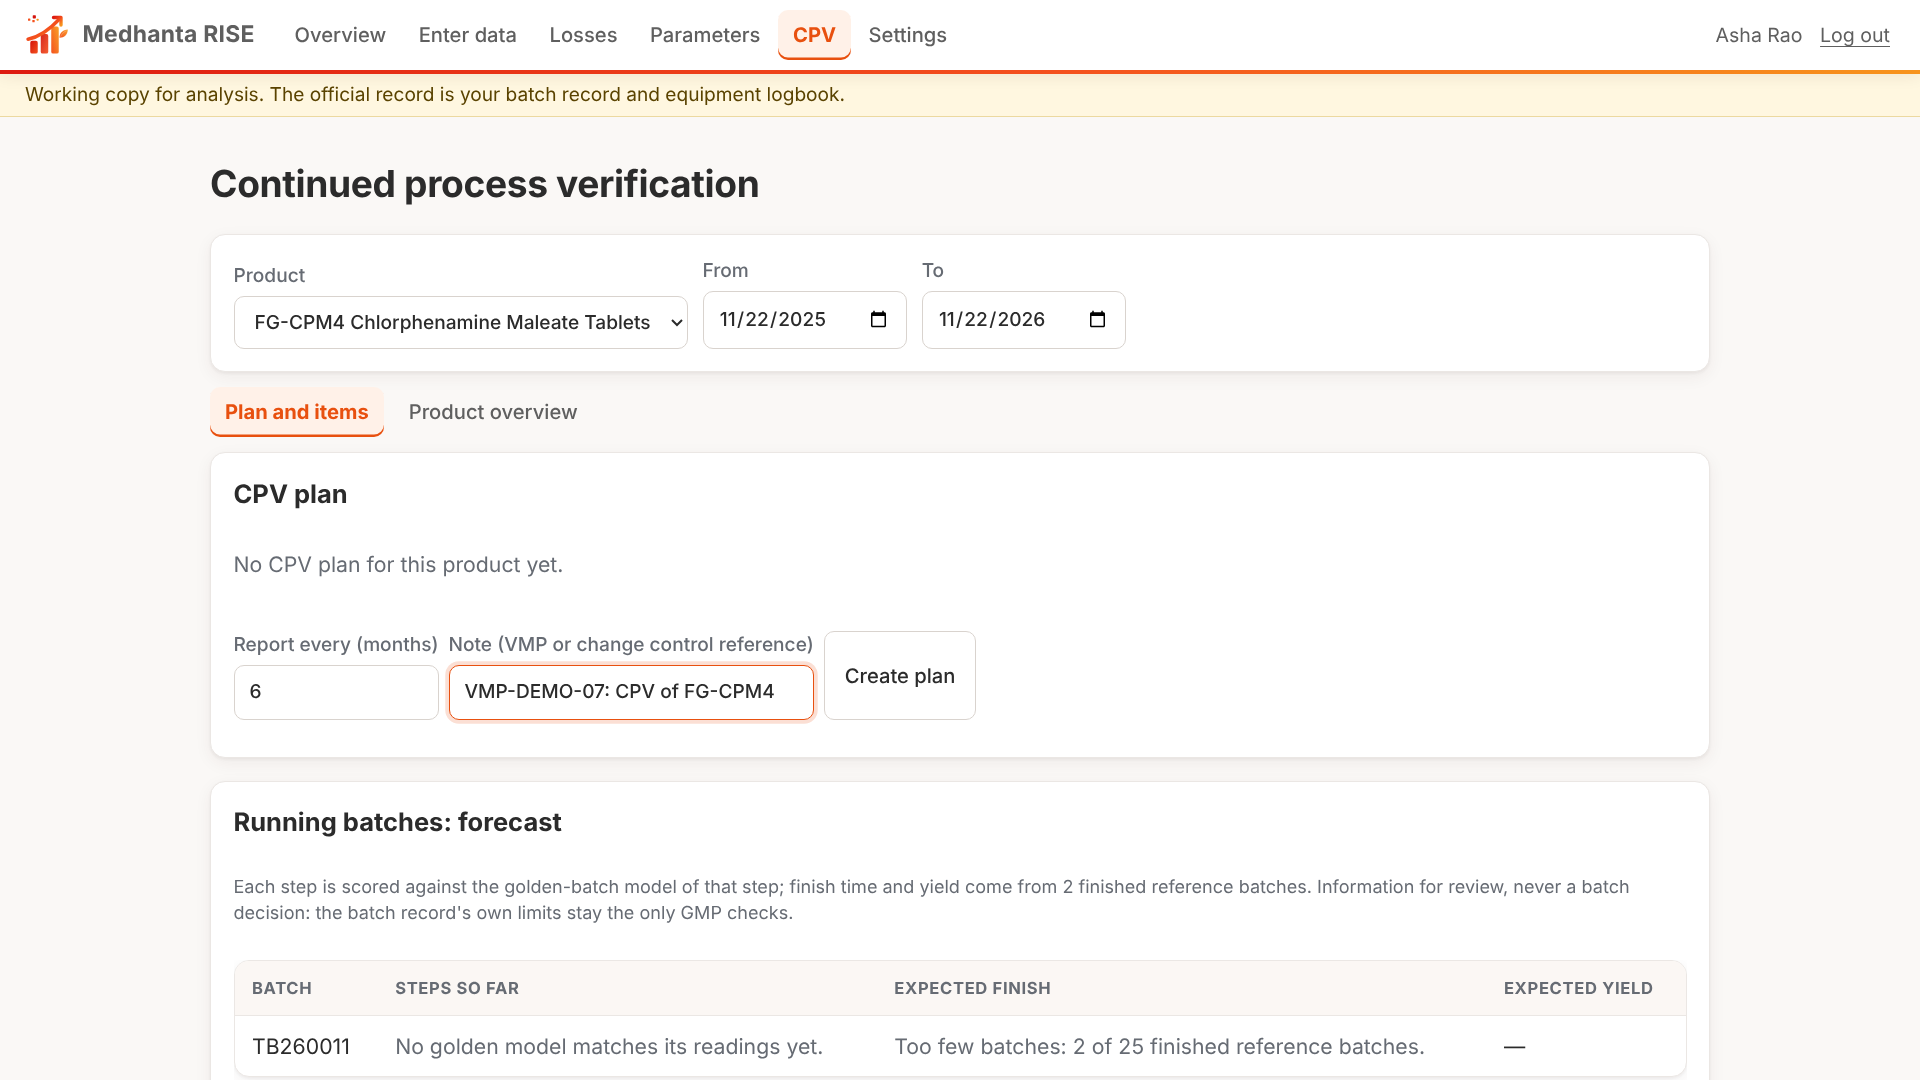 Medhanta RISE Overview Enter data Losses Parameters CPV Settings Asha Rao Log out
Working copy for analysis. The official record is your batch record and equipment logbook.
Continued process verification
Product From To
FG-CPM4 Chlorphenamine Maleate Tablets 11/22/2025 11/22/2026
Plan and items Product overview
CPV plan
No CPV plan for this product yet.
Report every (months) Note (VMP or change control reference)
6 VMP-DEMO-07: CPV of FG-CPM4 Create plan
Running batches: forecast
Each step is scored against the golden-batch model of that step; finish time and yield come from 2 finished reference batches. Information for review, never a batch
decision: the batch record's own limits stay the only GMP checks.
BATCH STEPS SO FAR EXPECTED FINISH EXPECTED YIELD
TB260011 No golden model matches its readings yet. Too few batches: 2 of 25 finished reference batches. —